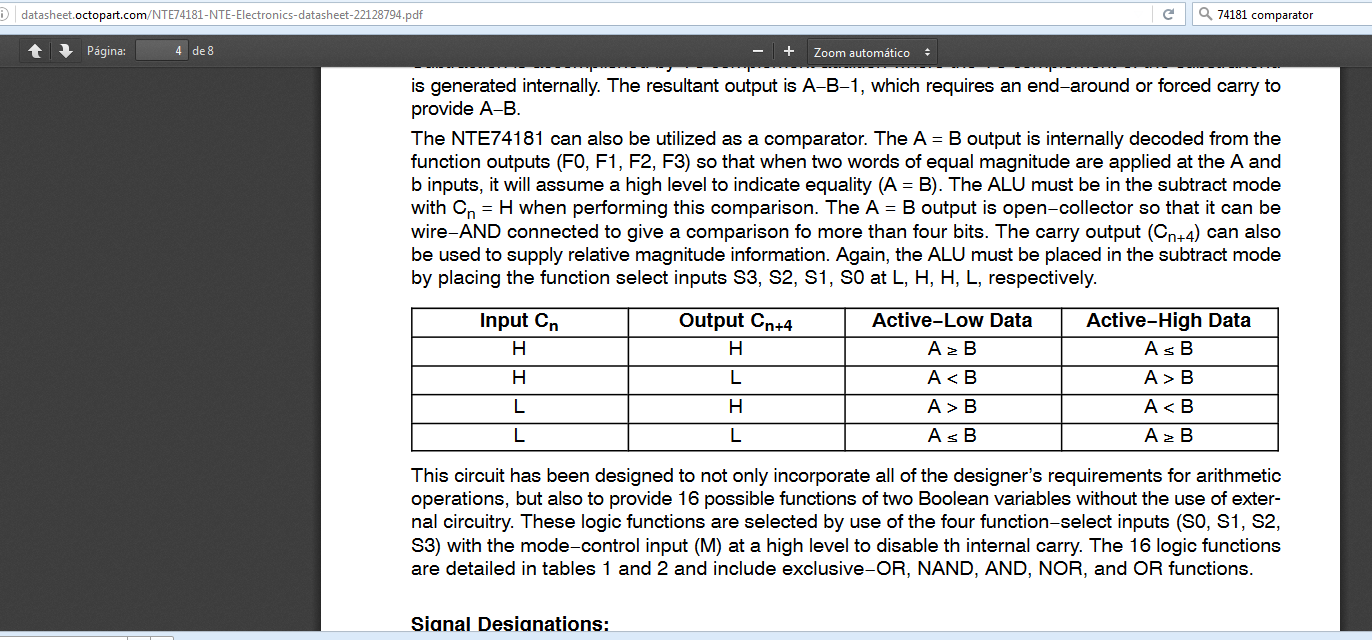 datasheet.octopart.com/NTE74181-NTE-Electronics-datasheet-22128794.pdf
74181 comparator
Página: 4 de 8
Zoom automático
is generated internally. The resultant output is A–B–1, which requires an end–around or forced carry to
provide A–B.
The NTE74181 can also be utilized as a comparator. The A = B output is internally decoded from the
function outputs (F0, F1, F2, F3) so that when two words of equal magnitude are applied at the A and
b inputs, it will assume a high level to indicate equality (A = B). The ALU must be in the subtract mode
with Cn = H when performing this comparison. The A = B output is open–collector so that it can be
wire–AND connected to give a comparison fo more than four bits. The carry output (Cn+4) can also
be used to supply relative magnitude information. Again, the ALU must be placed in the subtract mode
by placing the function select inputs S3, S2, S1, S0 at L, H, H, L, respectively.
Input Cn Output Cn+4 Active–Low Data Active–High Data
H H A ≥ B A ≤ B
H L A < B A > B
L H A > B A < B
L L A ≤ B A ≥ B
This circuit has been designed to not only incorporate all of the designer's requirements for arithmetic
operations, but also to provide 16 possible functions of two Boolean variables without the use of exter-
nal circuitry. These logic functions are selected by use of the four function–select inputs (S0, S1, S2,
S3) with the mode–control input (M) at a high level to disable th internal carry. The 16 logic functions
are detailed in tables 1 and 2 and include exclusive–OR, NAND, AND, NOR, and OR functions.
Signal Designations: